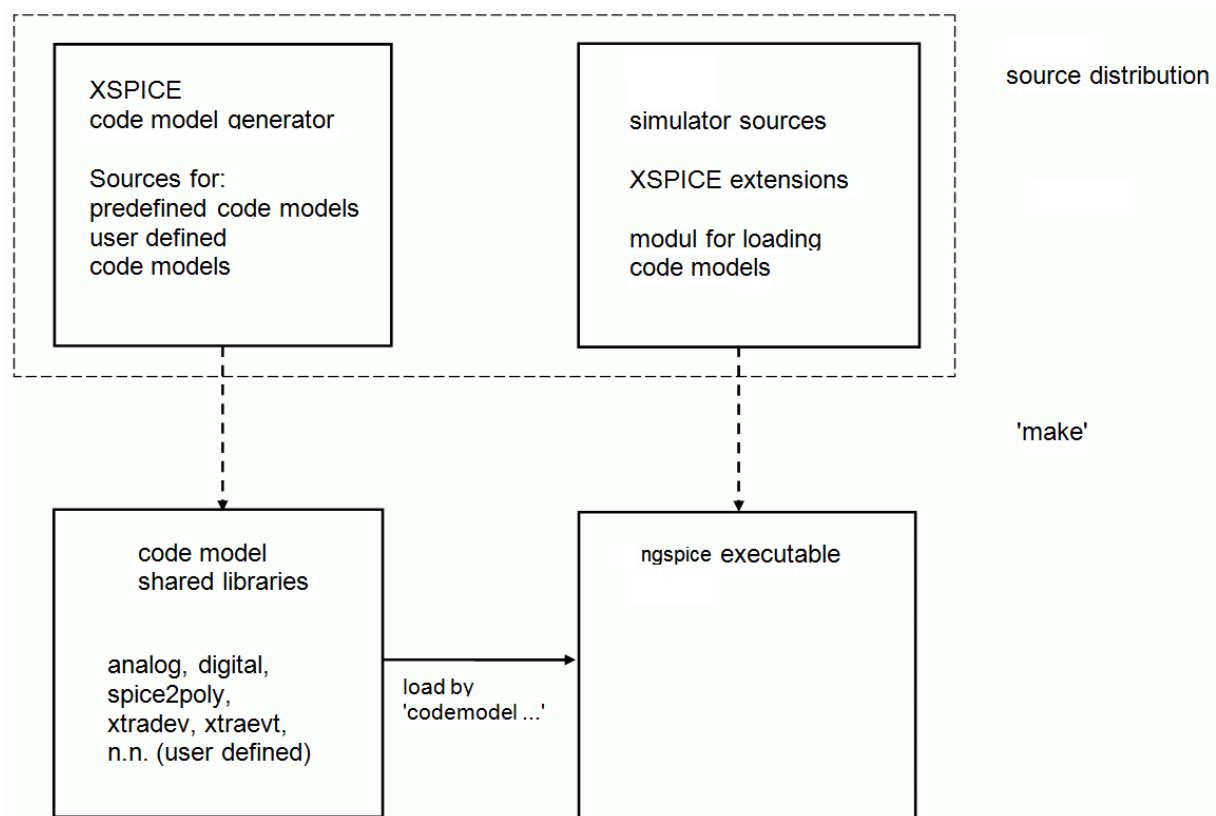 XSPICE
code model generator
Sources for:
predefined code models
user defined
code models
simulator sources
XSPICE extensions
modul for loading
code models
source distribution
'make'
code model
shared libraries
analog, digital,
spice2poly,
xtradev, xtraevt,
n.n. (user defined)
load by
'codemodel ...'
ngspice executable